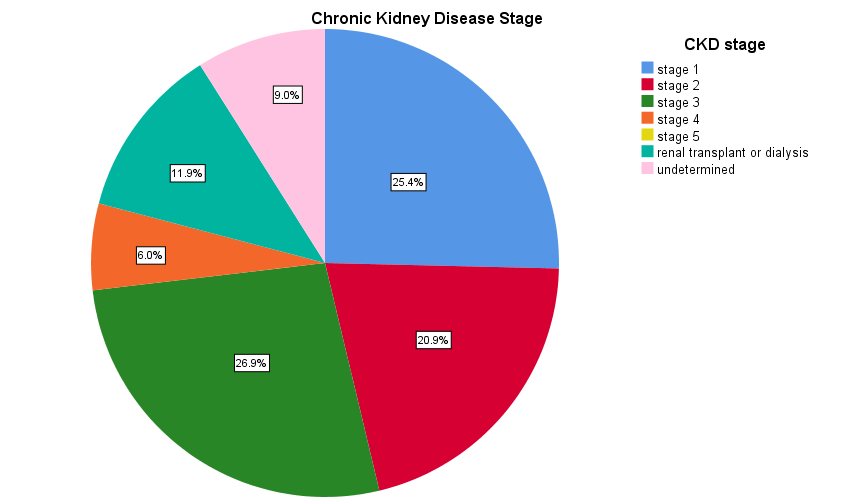 Chronic Kidney Disease Stage
CKD stage
stage 1
stage 2
stage 3
stage 4
stage 5
renal transplant or dialysis
undetermined
9.0%
11.9%
25.4%
6.0%
20.9%
26.9%